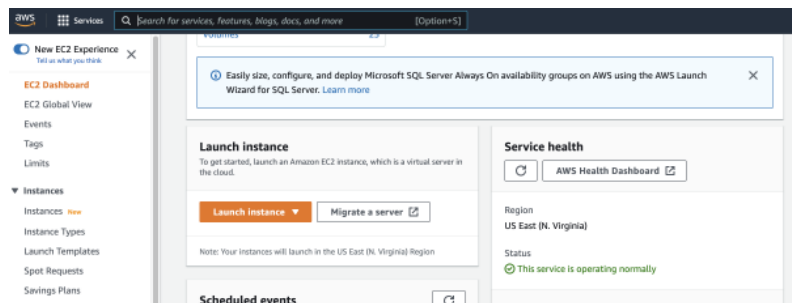 aws
Services
Search for services, features, blogs, docs, and more
[Option+S]
New EC2 Experience
Tell us what you think
EC2 Dashboard
EC2 Global View
Events
Tags
Limits
Instances
Instances New
Instance Types
Launch Templates
Spot Requests
Savings Plans
Volumes
23
Easily size, configure, and deploy Microsoft SQL Server Always On availability groups on AWS using the AWS Launch
Wizard for SQL Server. Learn more
Launch instance
To get started, launch an Amazon EC2 instance, which is a virtual server in
the cloud.
Launch instance
Migrate a server
Note: Your instances will launch in the US East (N. Virginia) Region
Scheduled events
Service health
AWS Health Dashboard
Region
US East (N. Virginia)
Status
This service is operating normally